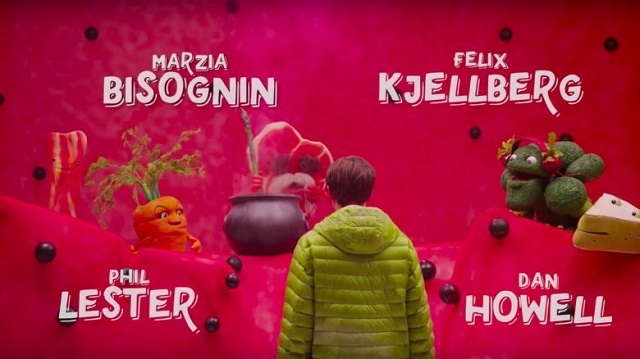 MARZIA
BISOGNIN
FELIX
KJELLBERG
PHIL
LESTER
DAN
HOWELL